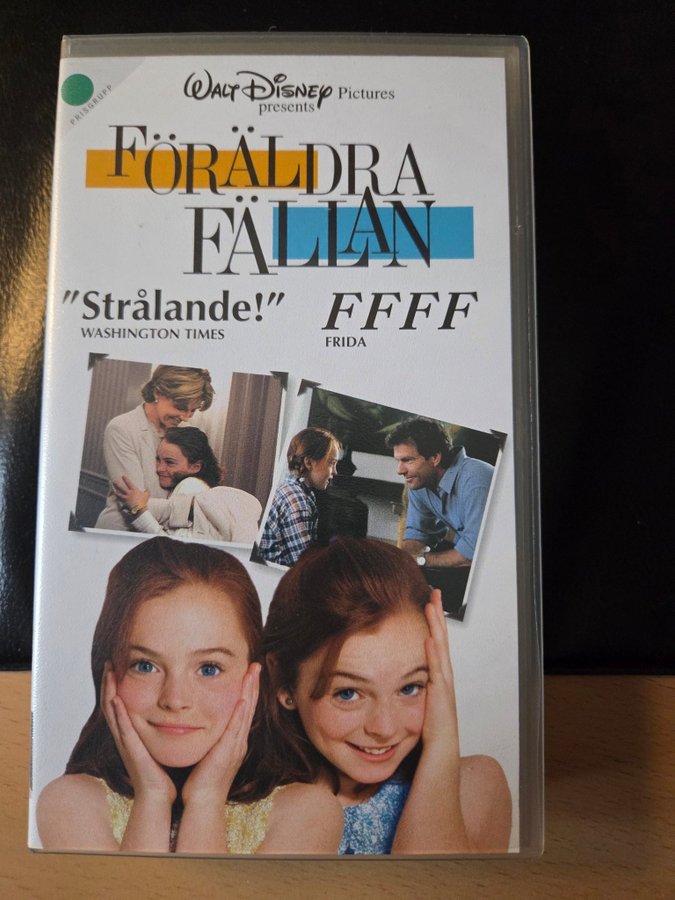 PRISGRUPP
WALT DISNEY Pictures
presents
FÖRÄLDRA
FÄLLAN
"Strålande!"
WASHINGTON TIMES
FFFF
FRIDA